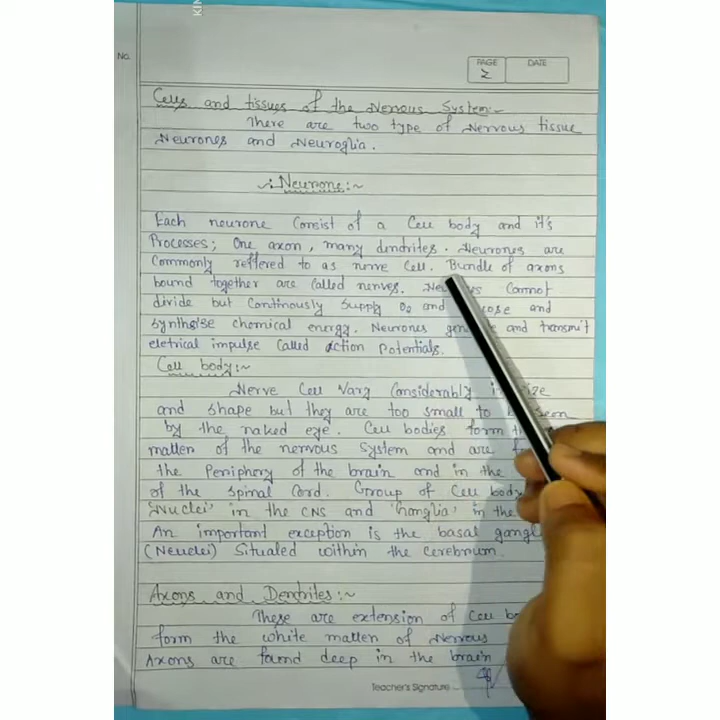 KIN
No.
PAGE DATE
2
Cells and tissues of the Nervous System:-
There are two type of Nervous tissue
Neurones and Neuroglia.
∴ Neurone:~
Each neurone Consist of a Cell body and it's
Processes; One axon, many dendrites. Neurones are
Commonly reffered to as nerve Cell. Bundle of axons
bound together are called nerves. Cannot
divide but Continously Supply O2 and
Synthsise chemical energy. Neurones and transmit
eletrical impulse Called Action Potentials.
Cell body:~
Nerve Cell Vary Considerably
and shape but they are too small to seen
by the naked eye. Cell bodies form
matter of the nervous System and are
the Periphery of the brain and in the
of the Spinal Cord. Group of Cell body
'Nuclei' in the CNS and 'Ganglia' in the
An important exception is the basal
(Neuclei) Situated within the Cerebrum.
Axons and Dendrites:~
These are extension of Cell
form the white matter of Nervous
Axons are found deep in the brain
Teacher's Signature